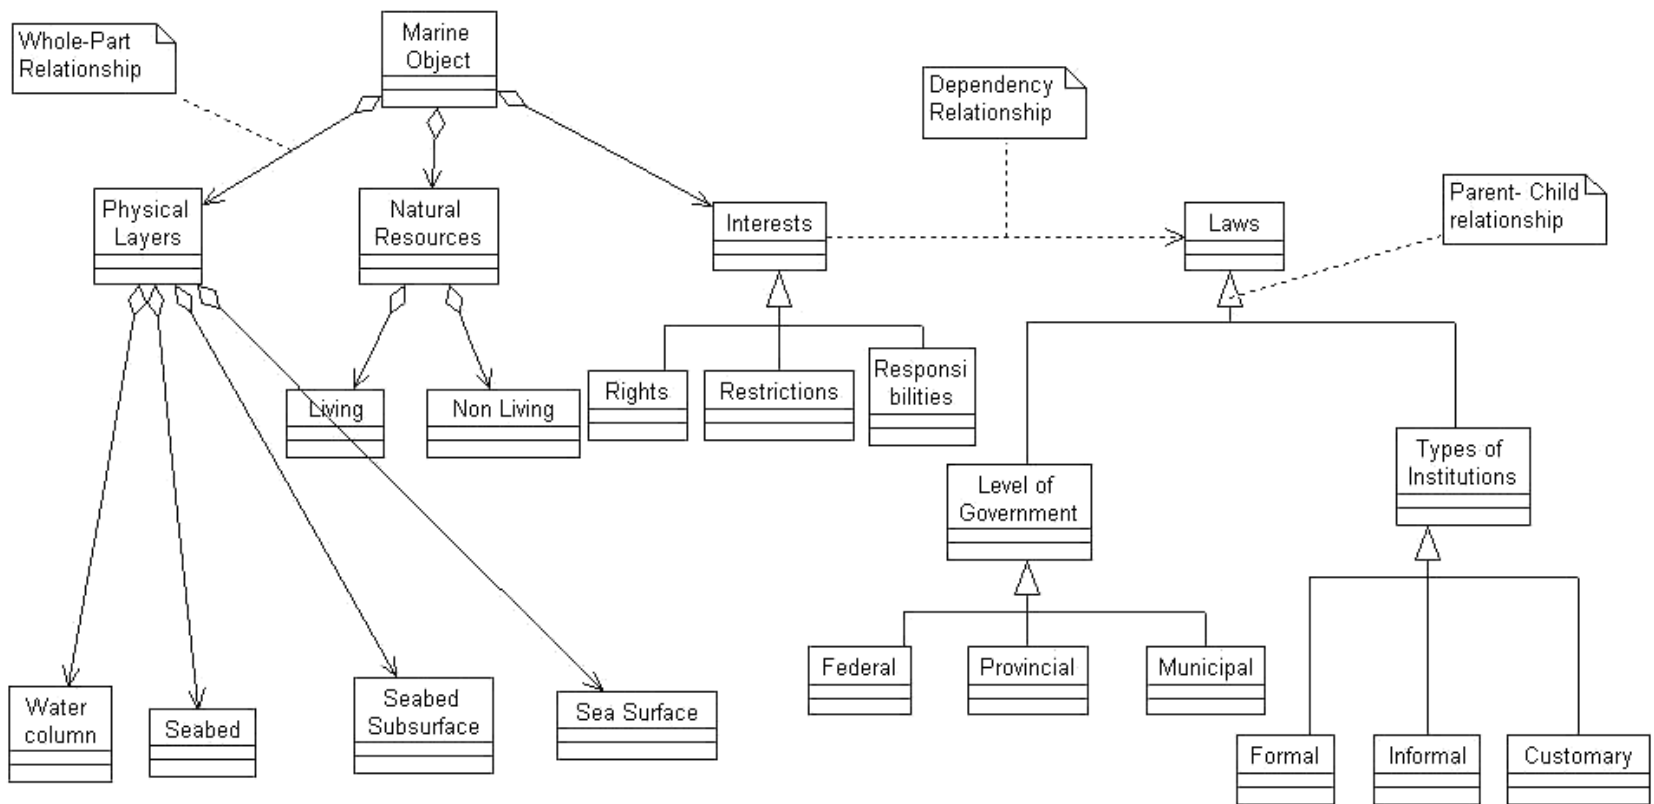 Marine
Object
Whole-Part
Relationship
Dependency
Relationship
Parent- Child
relationship
Physical
Layers
Natural
Resources
Interests
Laws
Living
Non Living
Rights
Restrictions
Responsi
bilities
Level of
Government
Types of
Institutions
Federal
Provincial
Municipal
Water
column
Seabed
Seabed
Subsurface
Sea Surface
Formal
Informal
Customary